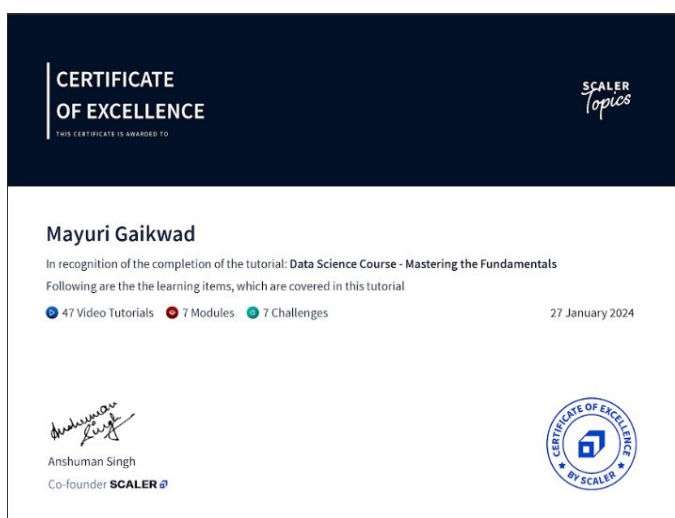 CERTIFICATE
OF EXCELLENCE
THIS CERTIFICATE IS AWARDED TO
SCALER
Topics
Mayuri Gaikwad
In recognition of the completion of the tutorial: Data Science Course - Mastering the Fundamentals
Following are the the learning items, which are covered in this tutorial
47 Video Tutorials 7 Modules 7 Challenges
27 January 2024
Anshuman
Singh
Anshuman Singh
Co-founder SCALER
CERTIFICATE OF EXCELLENCE
BY SCALER